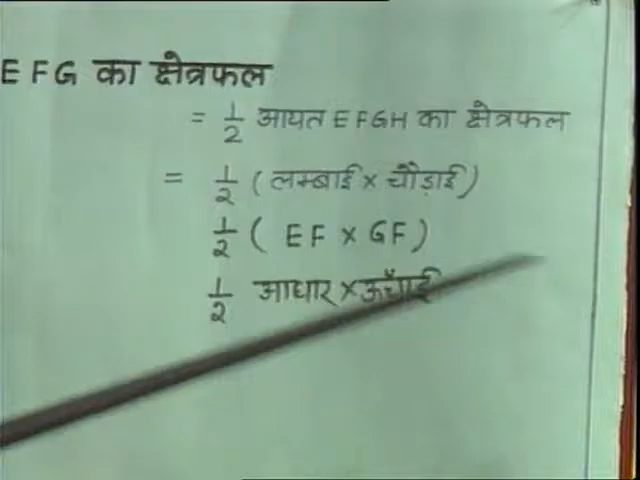 EFG का क्षेत्रफल
= 1/2 आयत EFGH का क्षेत्रफल
= 1/2 (लम्बाई × चौड़ाई)
1/2 ( EF × GF )
1/2 आधार × ऊँचाई